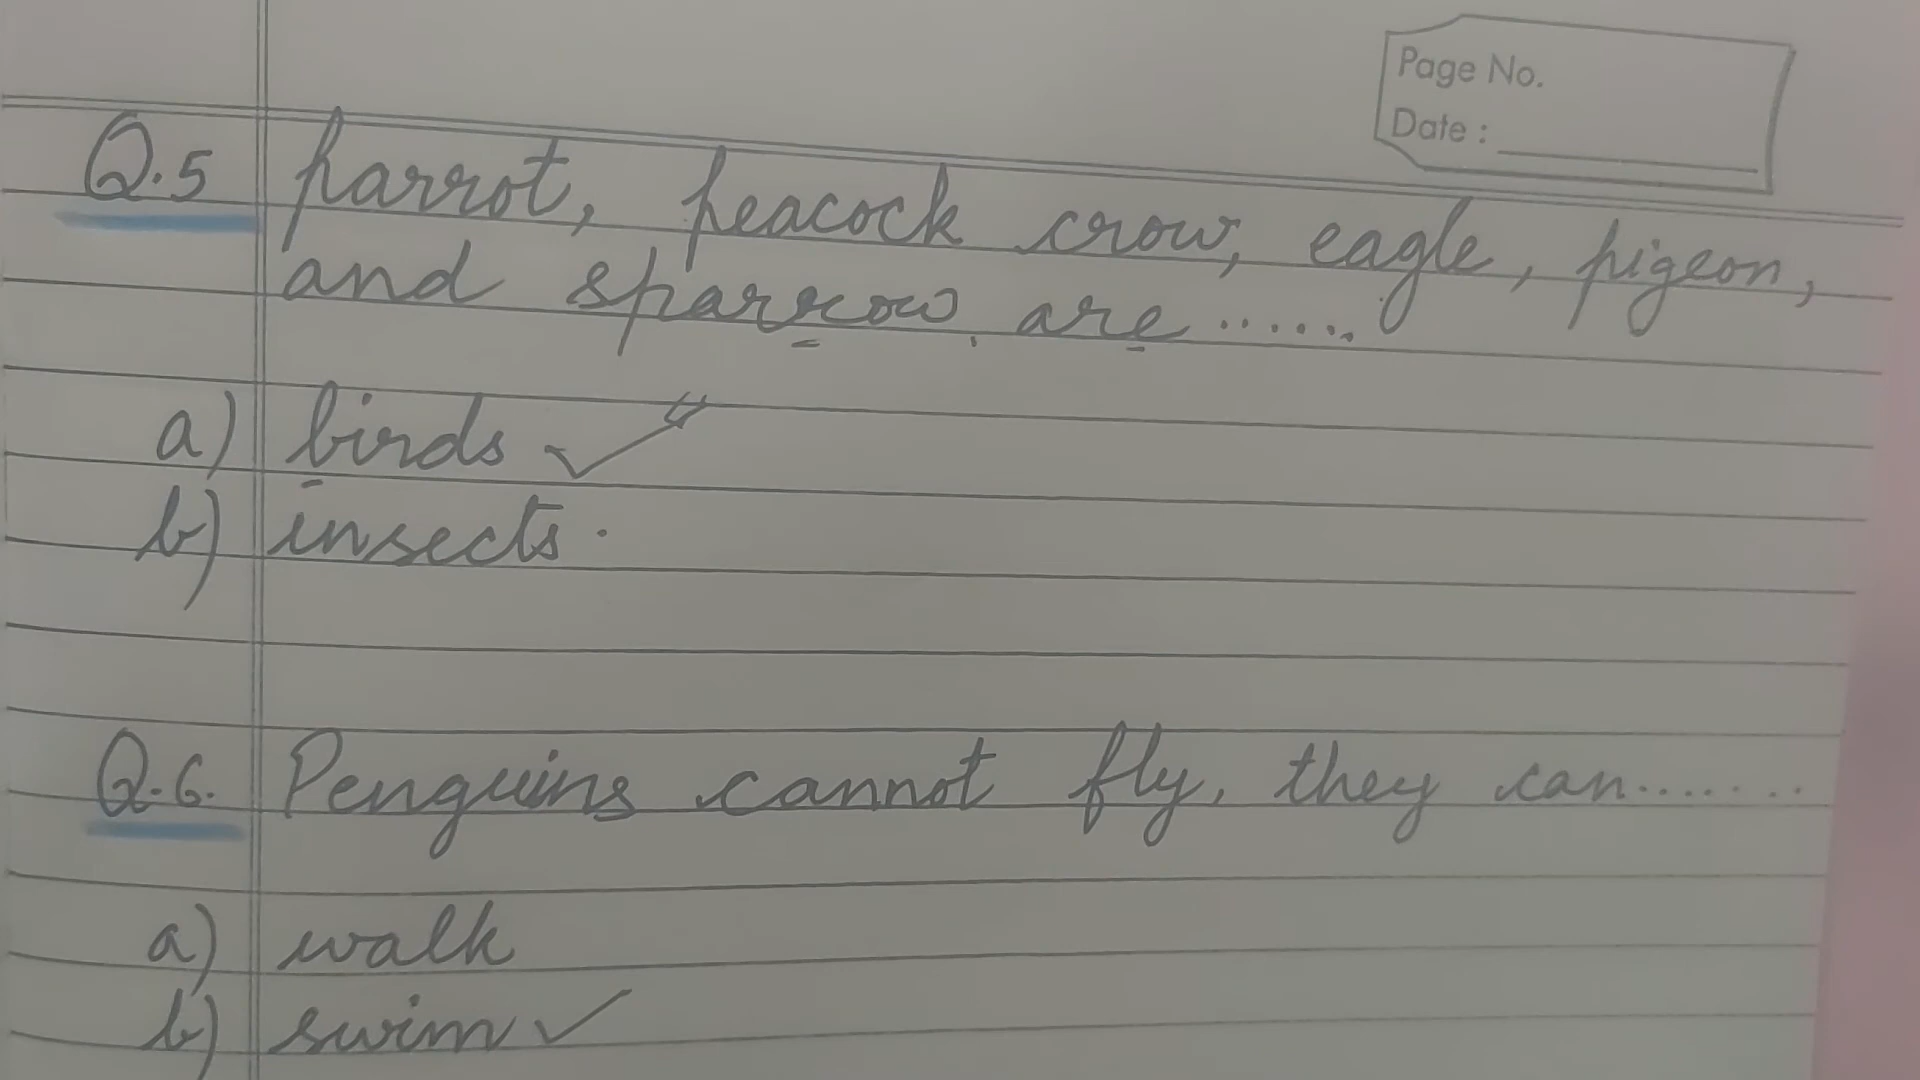 Page No.
Date :
Q.5 parrot, peacock crow, eagle, pigeon,
and sparrow are......
a) birds ✓
b) insects.
Q.6. Penguins cannot fly, they can.......
a) walk
b) swim ✓